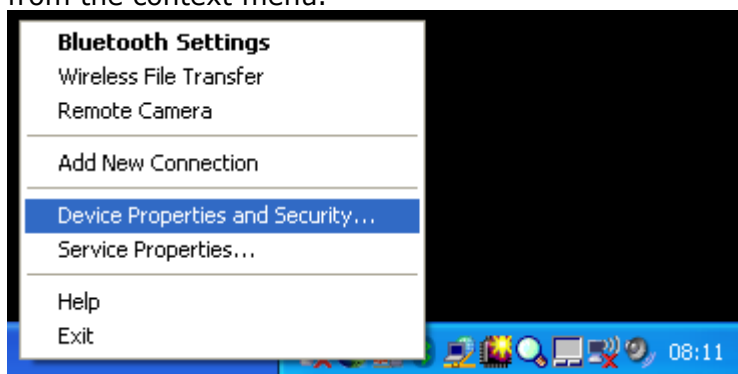 from the context menu.
Bluetooth Settings
Wireless File Transfer
Remote Camera
Add New Connection
Device Properties and Security...
Service Properties...
Help
Exit
08:11